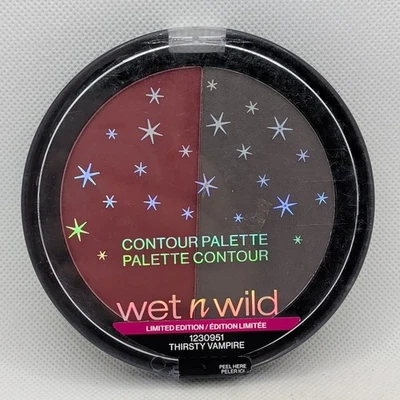 CONTOUR PALETTE
PALETTE CONTOUR
wet n wild
LIMITED EDITION / ÉDITION LIMITÉE
1230951
THIRSTY VAMPIRE
PEEL HERE
PELER ICI